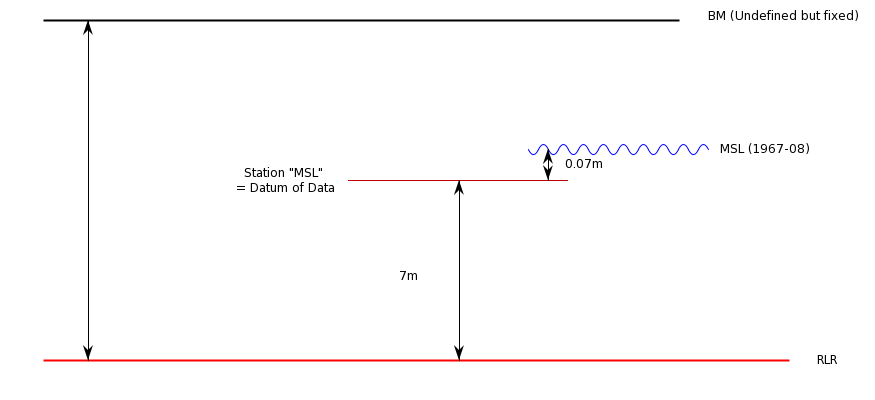 BM (Undefined but fixed)
MSL (1967-08)
0.07m
Station "MSL"
= Datum of Data
7m
RLR